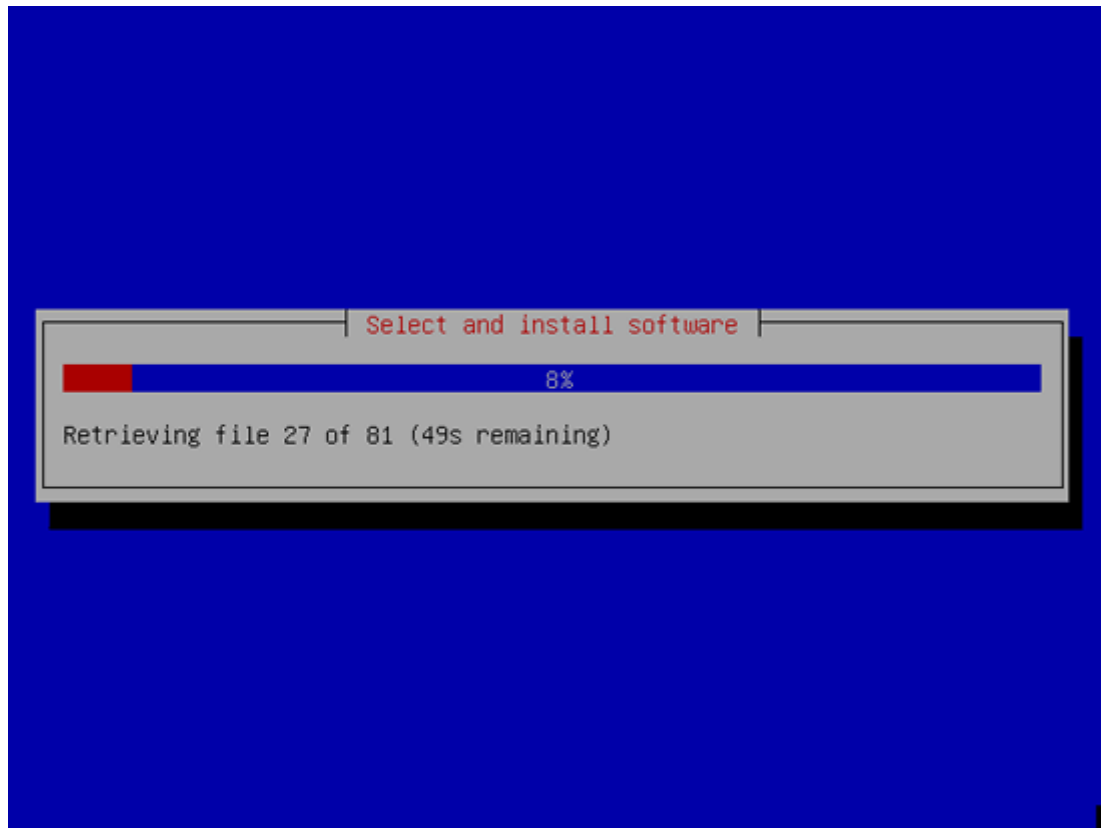 Select and install software
8%
Retrieving file 27 of 81 (49s remaining)